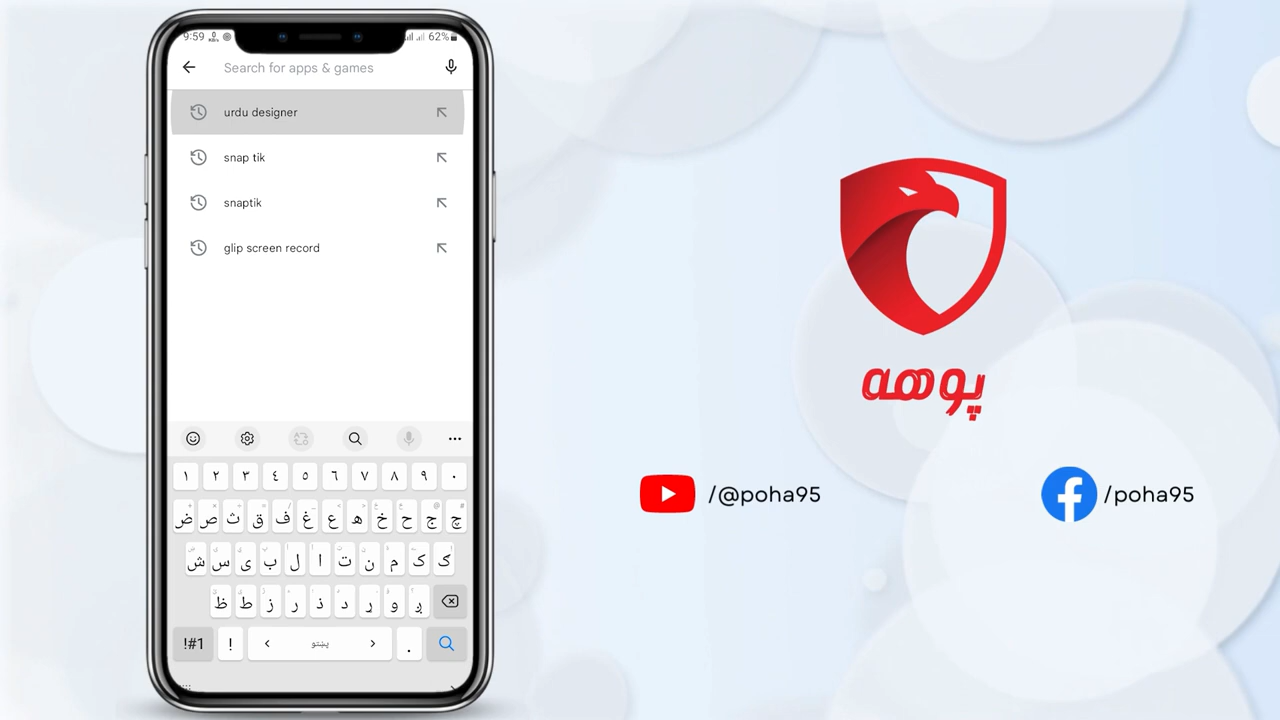 9:59
62%
Search for apps & games
urdu designer
snap tik
snaptik
glip screen record
١ ٢ ٣ ٤ ٥ ٦ ٧ ٨ ٩ ٠
ض ص ث ق ف غ ع ه خ ح ج چ
ش س ی ب ل ا ت ن م ک ګ
ظ ط ز ر ذ د ړ و ږ
!#1 ! < پښتو > .
پوهه
/@poha95
/poha95